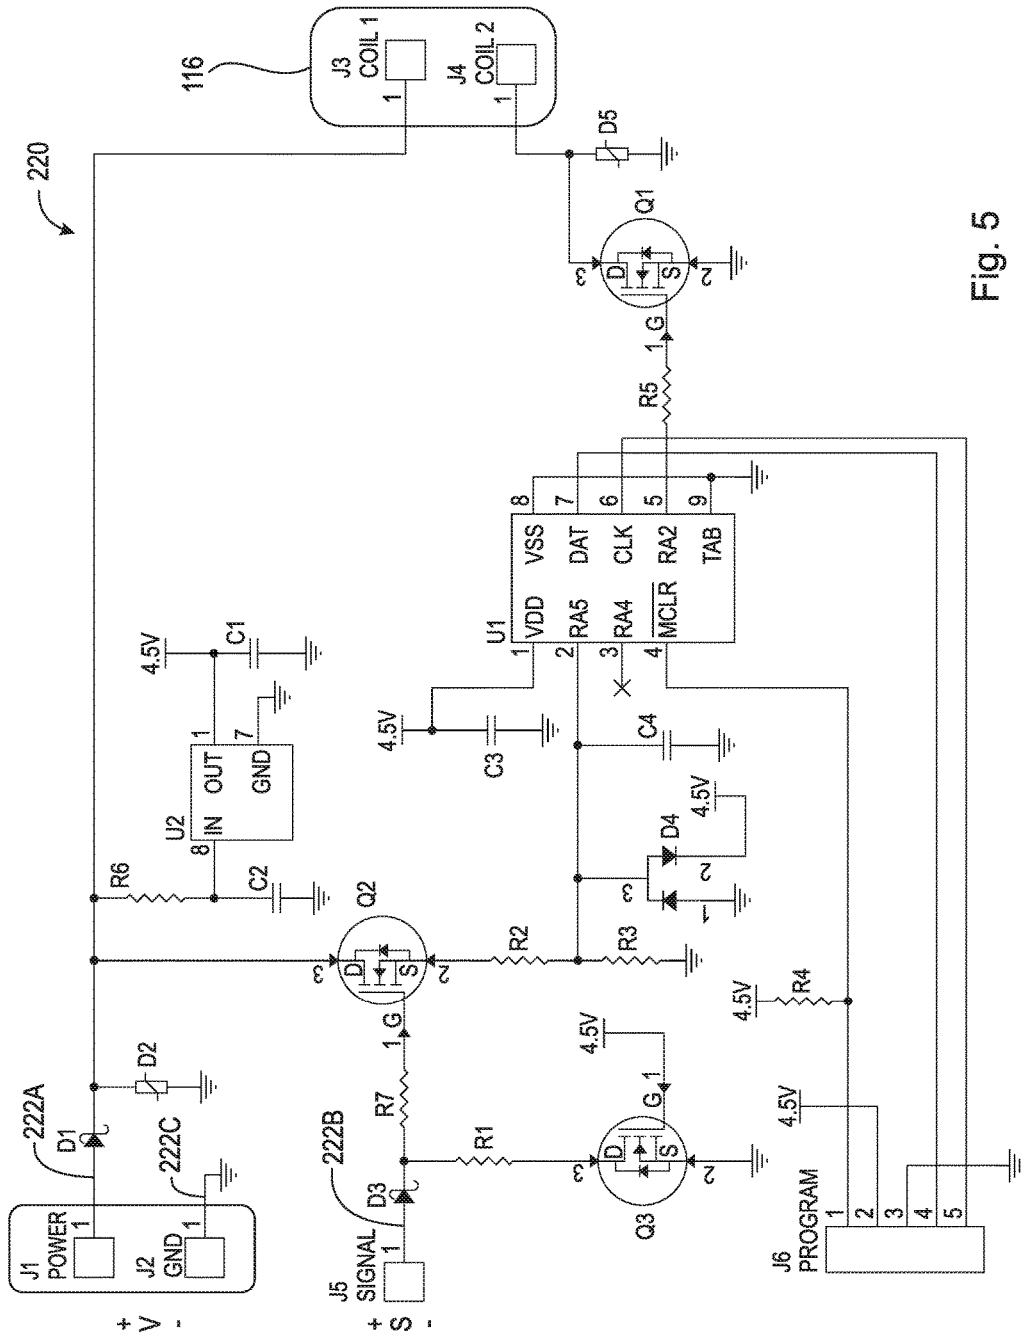 220
116
J3
COIL 1
1
J4
COIL 2
1
D5
Q1
3
D
S
2
G
1
R5
U1
1
VDD
VSS
8
2
RA5
DAT
7
3
RA4
CLK
6
4
MCLR
RA2
5
TAB
9
4.5V
C3
C4
4.5V
C1
U2
8
IN
OUT
1
GND
7
R6
C2
Q2
3
D
S
2
G
1
R7
R2
R3
D4
3
1
2
4.5V
222A
D1
D2
222C
J1
POWER
1
J2
GND
1
+
V
-
222B
D3
J5
SIGNAL
1
+
S
-
R1
Q3
3
D
S
2
G
1
4.5V
4.5V
R4
4.5V
J6
PROGRAM
1
2
3
4
5
Fig. 5